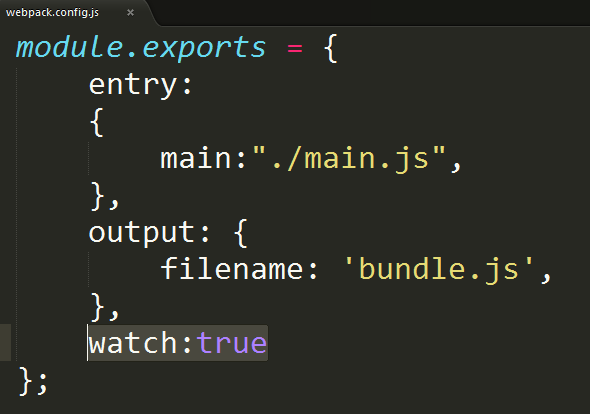 webpack.config.js ×
module.exports = {
entry:
{
main:"./main.js",
},
output: {
filename: 'bundle.js',
},
watch:true
};